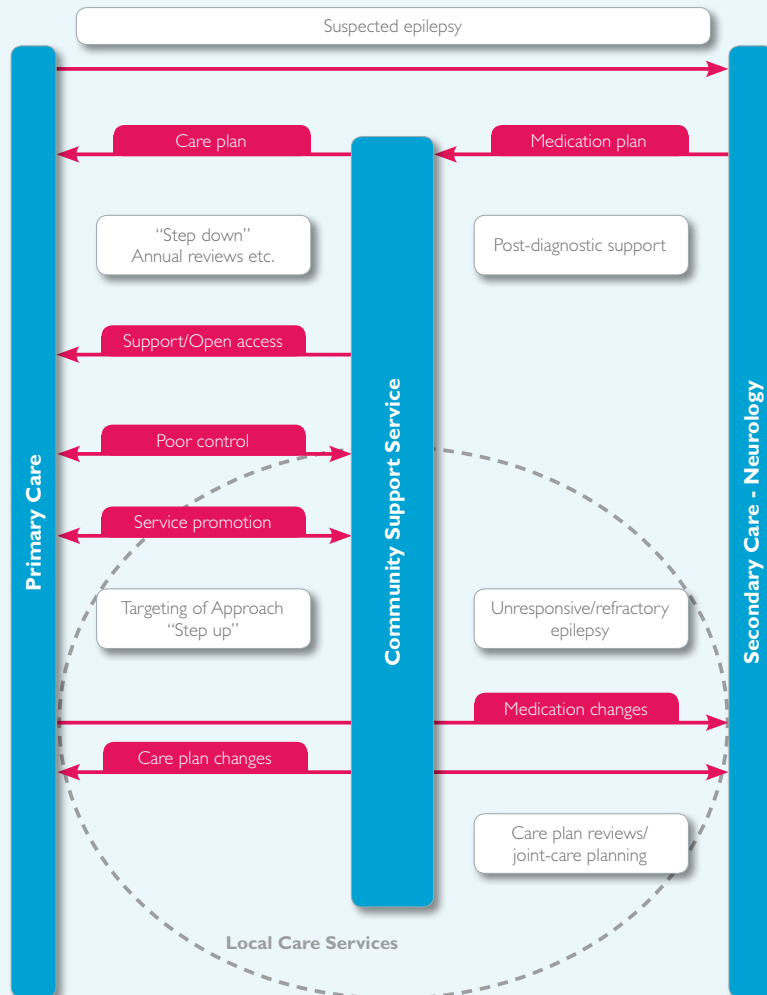 Suspected epilepsy
Care plan
Medication plan
“Step down”
Annual reviews etc.
Post-diagnostic support
Support/Open access
Poor control
Service promotion
Primary Care
Community Support Service
Secondary Care - Neurology
Targeting of Approach
“Step up”
Unresponsive/refractory
epilepsy
Medication changes
Care plan changes
Care plan reviews/
joint-care planning
Local Care Services